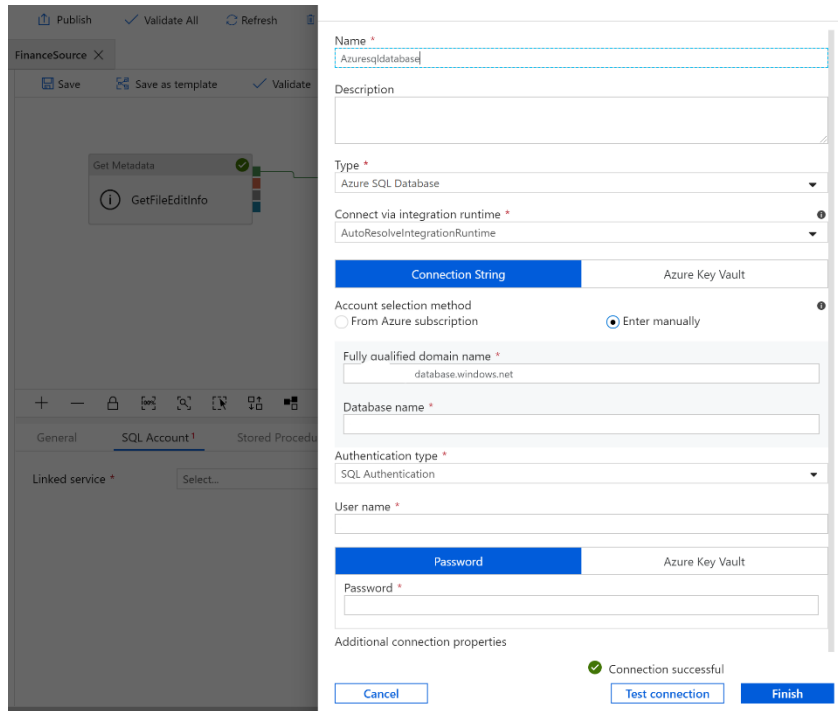 Publish Validate All Refresh
FinanceSource
Save Save as template Validate
Get Metadata
GetFileEditInfo
100%
General SQL Account 1 Stored Procedu
Linked service * Select...
Name *
Azuresqldatabase
Description
Type *
Azure SQL Database
Connect via integration runtime *
AutoResolveIntegrationRuntime
Connection String Azure Key Vault
Account selection method
From Azure subscription Enter manually
Fully qualified domain name *
database.windows.net
Database name *
Authentication type *
SQL Authentication
User name *
Password Azure Key Vault
Password *
Additional connection properties
Connection successful
Cancel Test connection Finish